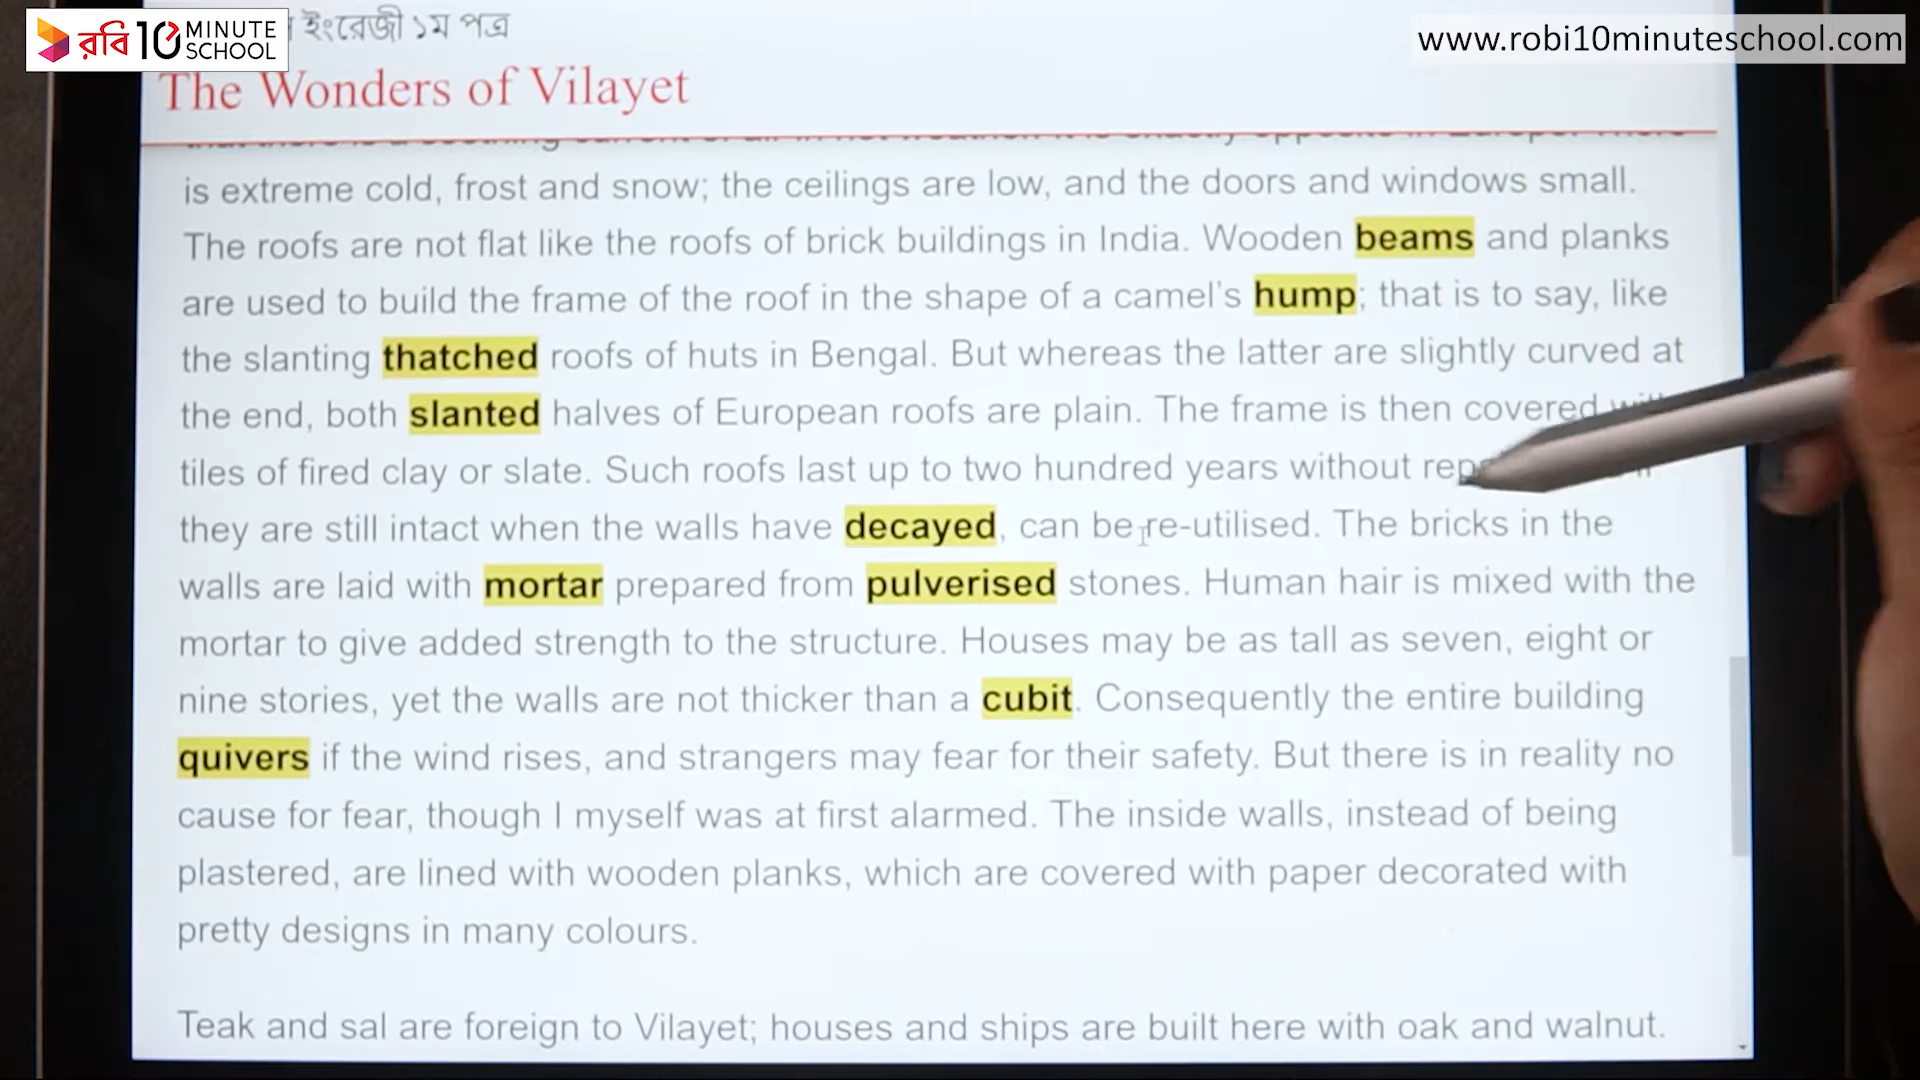 রবি 10 MINUTE SCHOOL
ইংরেজী ১ম পত্র
www.robi10minuteschool.com
The Wonders of Vilayet
is extreme cold, frost and snow; the ceilings are low, and the doors and windows small.
The roofs are not flat like the roofs of brick buildings in India. Wooden beams and planks
are used to build the frame of the roof in the shape of a camel's hump; that is to say, like
the slanting thatched roofs of huts in Bengal. But whereas the latter are slightly curved at
the end, both slanted halves of European roofs are plain. The frame is then covered
tiles of fired clay or slate. Such roofs last up to two hundred years without
they are still intact when the walls have decayed, can be re-utilised. The bricks in the
walls are laid with mortar prepared from pulverised stones. Human hair is mixed with the
mortar to give added strength to the structure. Houses may be as tall as seven, eight or
nine stories, yet the walls are not thicker than a cubit. Consequently the entire building
quivers if the wind rises, and strangers may fear for their safety. But there is in reality no
cause for fear, though I myself was at first alarmed. The inside walls, instead of being
plastered, are lined with wooden planks, which are covered with paper decorated with
pretty designs in many colours.
Teak and sal are foreign to Vilayet; houses and ships are built here with oak and walnut.